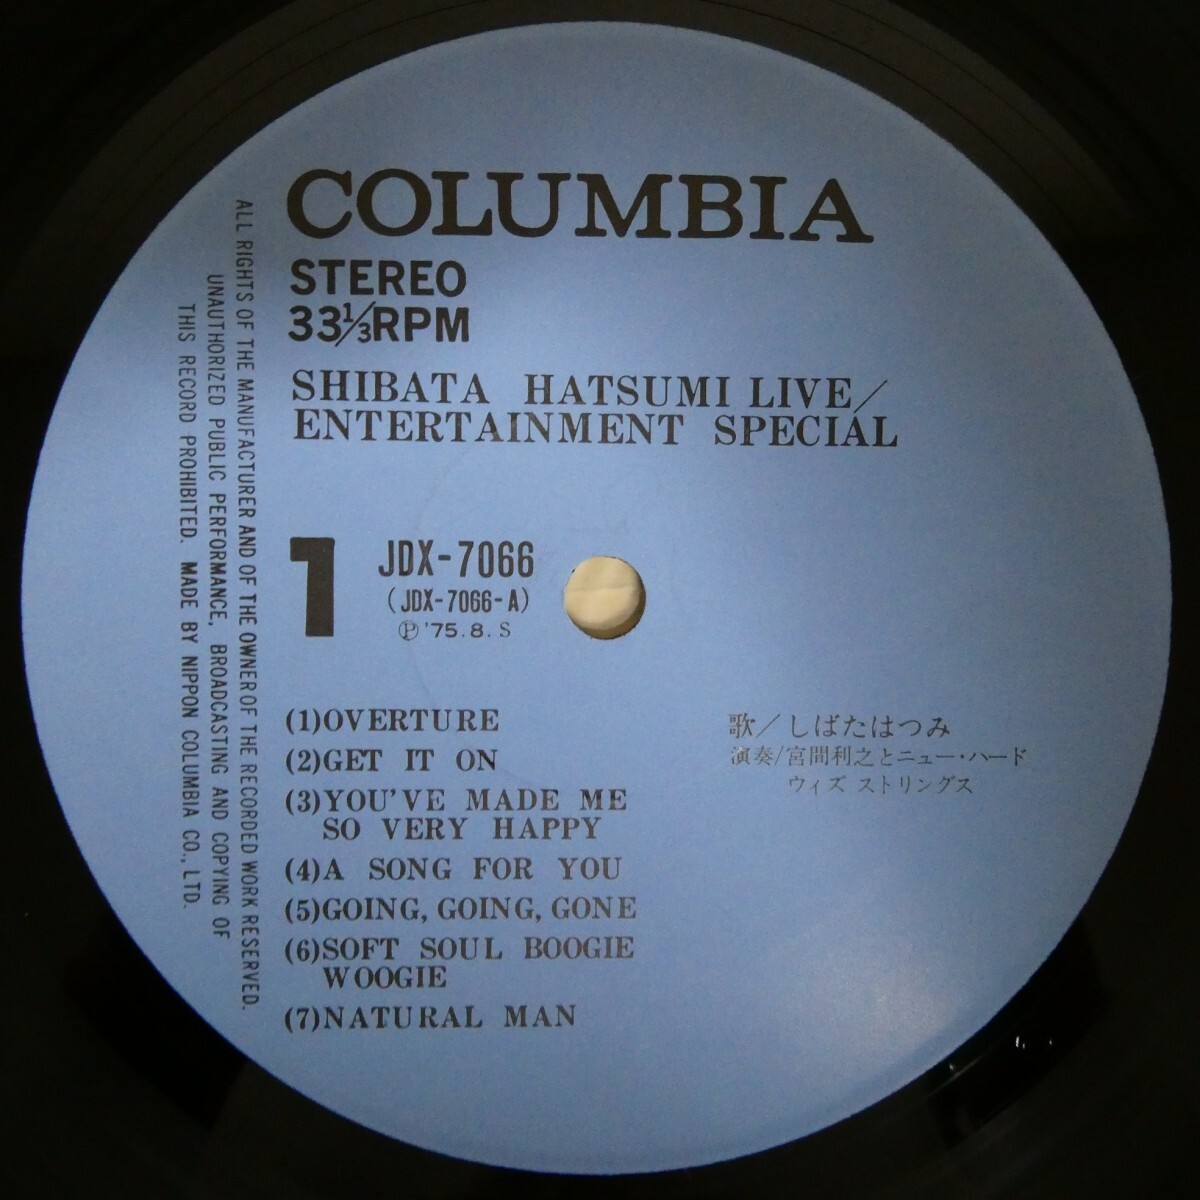 COLUMBIA
STEREO
33 1/3 RPM
SHIBATA HATSUMI LIVE/
ENTERTAINMENT SPECIAL
1
JDX-7066
(JDX-7066-A)
Ⓟ '75.8. S
(1)OVERTURE
(2)GET IT ON
(3)YOU'VE MADE ME
SO VERY HAPPY
(4)A SONG FOR YOU
(5)GOING, GOING, GONE
(6)SOFT SOUL BOOGIE
WOOGIE
(7)NATURAL MAN
歌/しばたはつみ
演奏/宮間利之とニュー・ハード
ウィズ ストリングス
ALL RIGHTS OF THE MANUFACTURER AND OF THE OWNER OF THE RECORDED WORK RESERVED.
UNAUTHORIZED PUBLIC PERFORMANCE, BROADCASTING AND COPYING OF
THIS RECORD PROHIBITED. MADE BY NIPPON COLUMBIA CO., LTD.